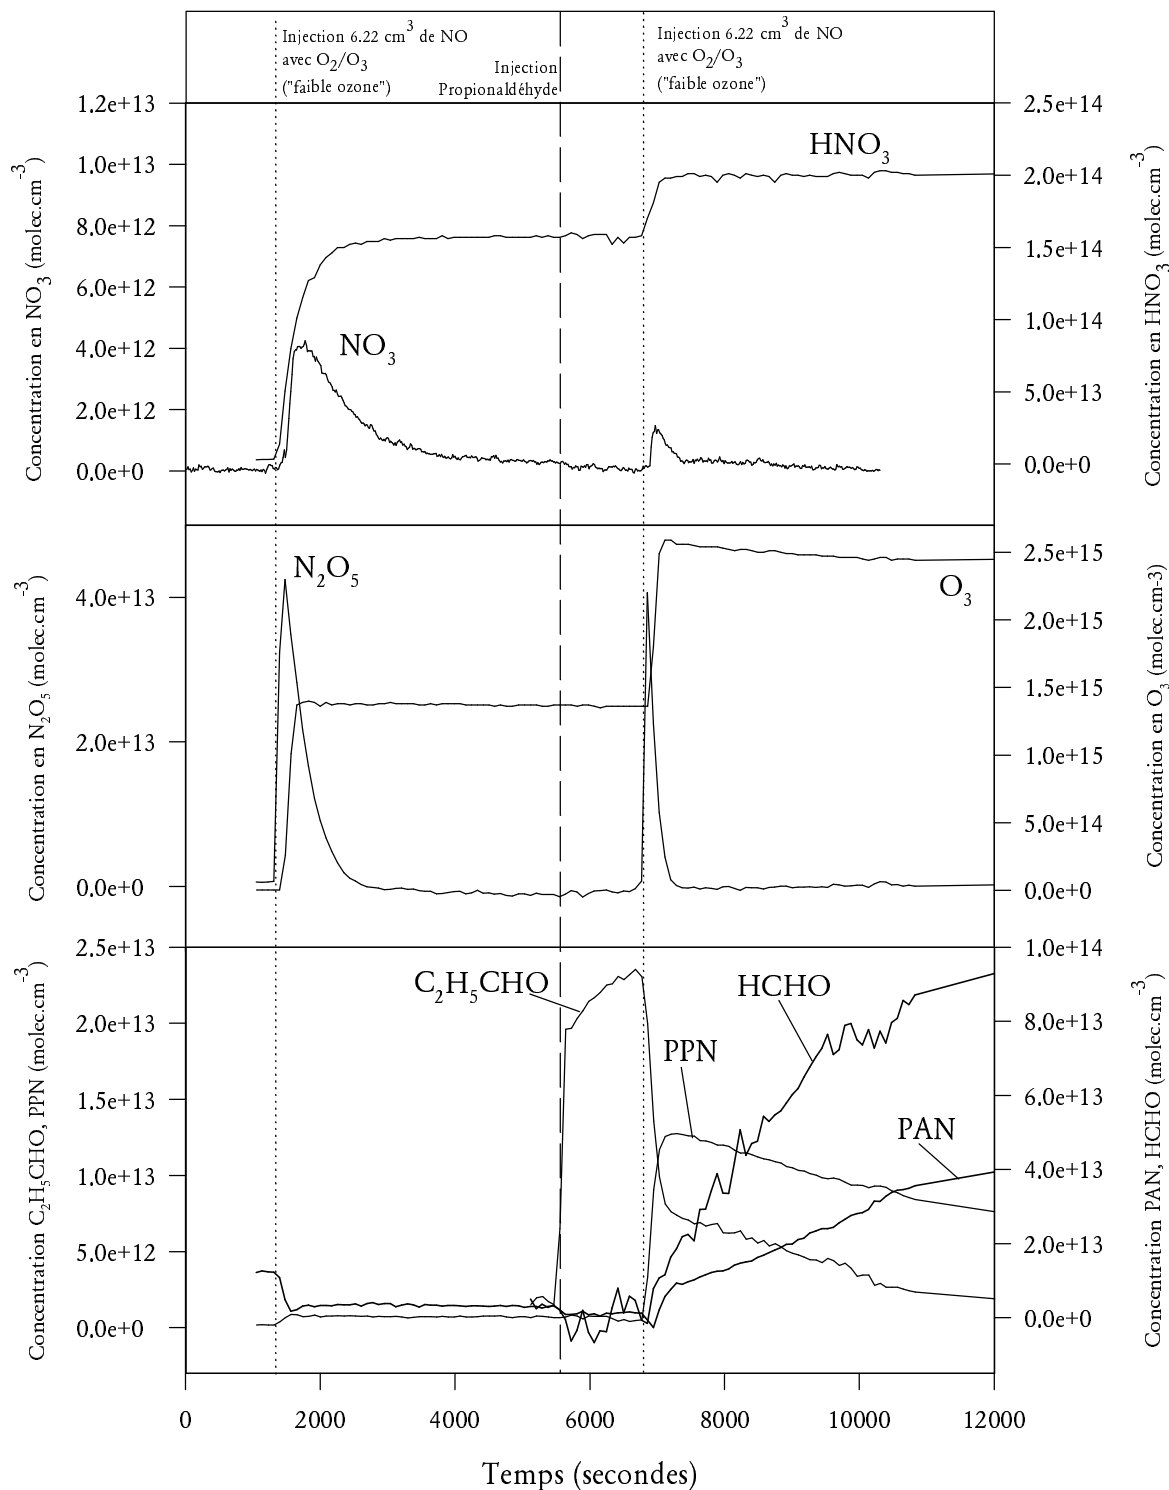 Injection 6.22 cm3 de NO
avec O2/O3
("faible ozone")
Injection
Propionaldéhyde
Injection 6.22 cm3 de NO
avec O2/O3
("faible ozone")
Concentration en NO3 (molec.cm-3)
1.2e+13
1.0e+13
8.0e+12
6.0e+12
4.0e+12
2.0e+12
0.0e+0
HNO3
NO3
2.5e+14
2.0e+14
1.5e+14
1.0e+14
5.0e+13
0.0e+0
Concentration en HNO3 (molec.cm-3)
Concentration en N2O5 (molec.cm-3)
4.0e+13
2.0e+13
0.0e+0
N2O5
O3
2.5e+15
2.0e+15
1.5e+15
1.0e+15
5.0e+14
0.0e+0
Concentration en O3 (molec.cm-3)
Concentration C2H5CHO, PPN (molec.cm-3)
2.5e+13
2.0e+13
1.5e+13
1.0e+13
5.0e+12
0.0e+0
C2H5CHO
HCHO
PPN
PAN
1.0e+14
8.0e+13
6.0e+13
4.0e+13
2.0e+13
0.0e+0
Concentration PAN, HCHO (molec.cm-3)
0 2000 4000 6000 8000 10000 12000
Temps (secondes)